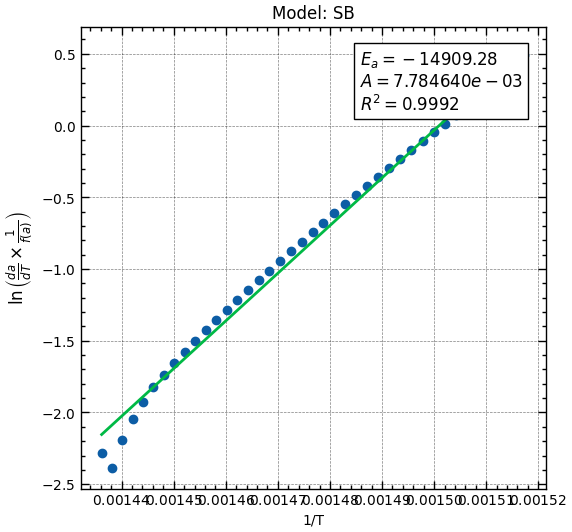 Model: SB
E_a = −14909.28
A = 7.784640e − 03
R² = 0.9992
ln (da/dT × 1/f(a))
0.5
0.0
−0.5
−1.0
−1.5
−2.0
−2.5
0.00144 0.00145 0.00146 0.00147 0.00148 0.00149 0.00150 0.00151 0.00152
1/T